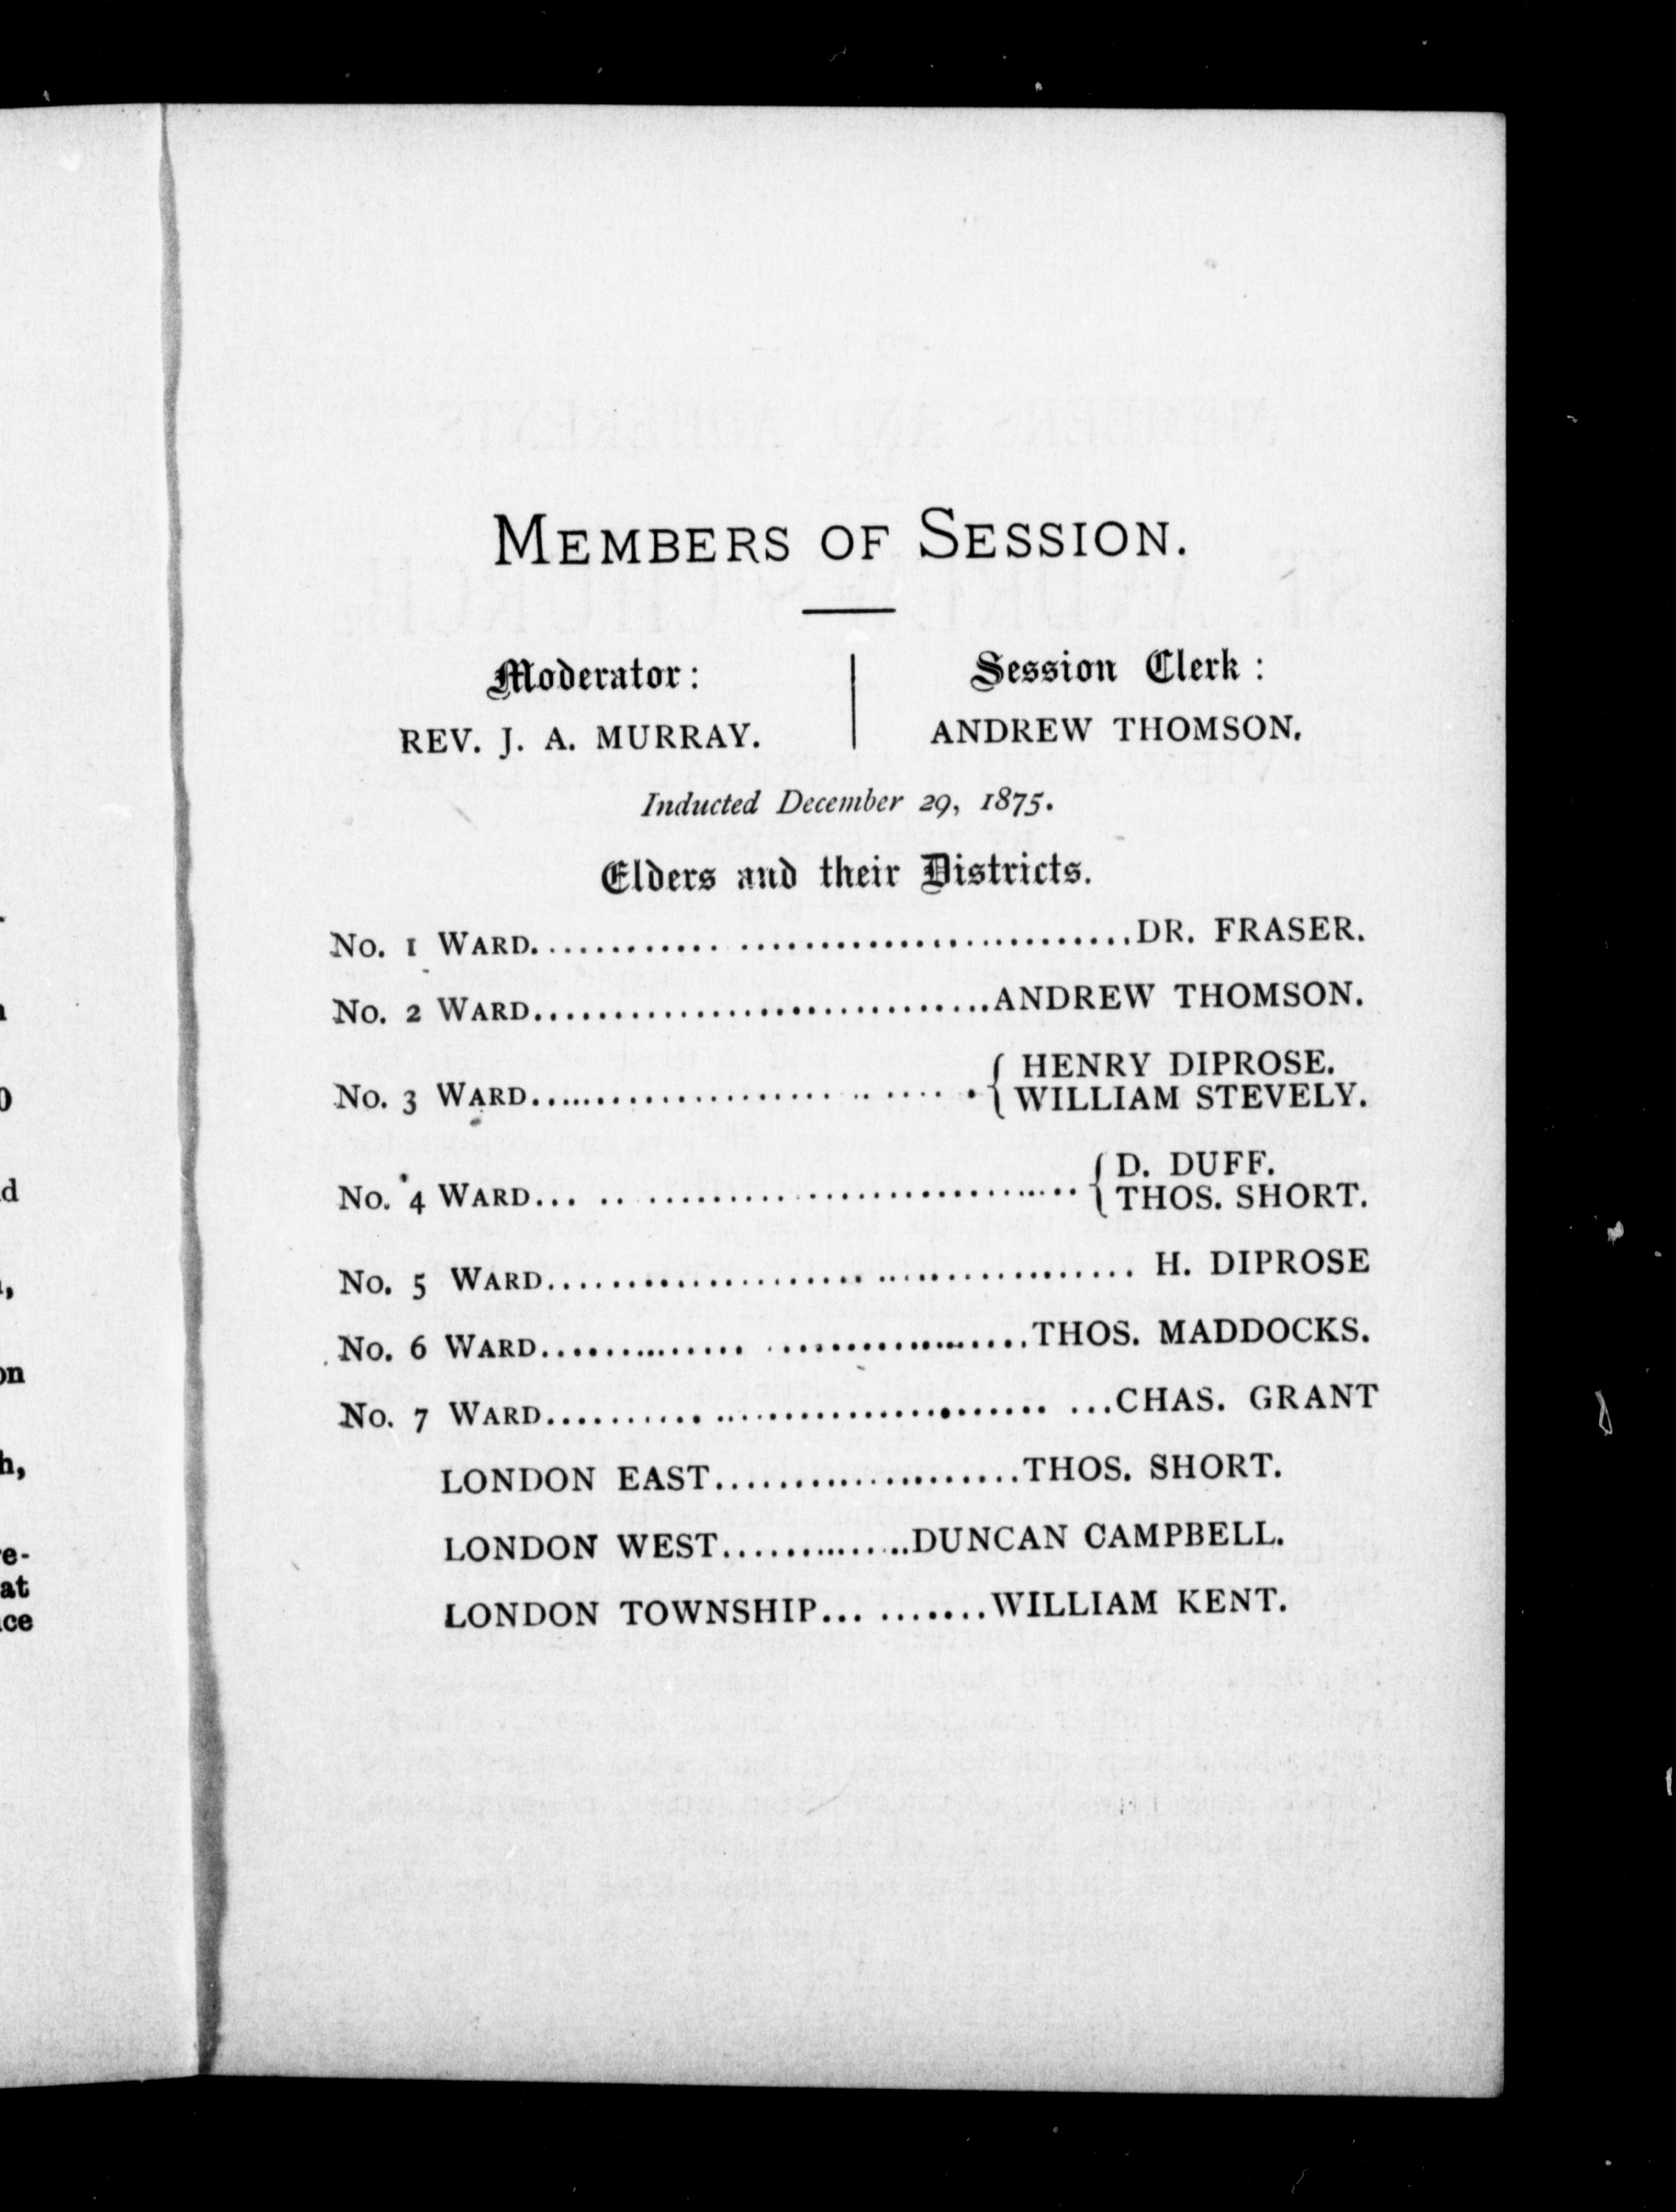 MEMBERS OF SESSION.
Moderator:
REV. J. A. MURRAY.
Session Clerk:
ANDREW THOMSON.
Inducted December 29, 1875.
Elders and their Districts.
No. 1 WARD.......................................DR. FRASER.
No. 2 WARD..............................ANDREW THOMSON.
No. 3 WARD..............................{ HENRY DIPROSE.
WILLIAM STEVELY.
No. 4 WARD... .. ..............................{ D. DUFF.
THOS. SHORT.
No. 5 WARD....................................... H. DIPROSE
No. 6 WARD.............. ..................THOS. MADDOCKS.
No. 7 WARD.................................. ...CHAS. GRANT
LONDON EAST....................THOS. SHORT.
LONDON WEST.............DUNCAN CAMPBELL.
LONDON TOWNSHIP... .......WILLIAM KENT.
d
on
h,
e-
at
ce